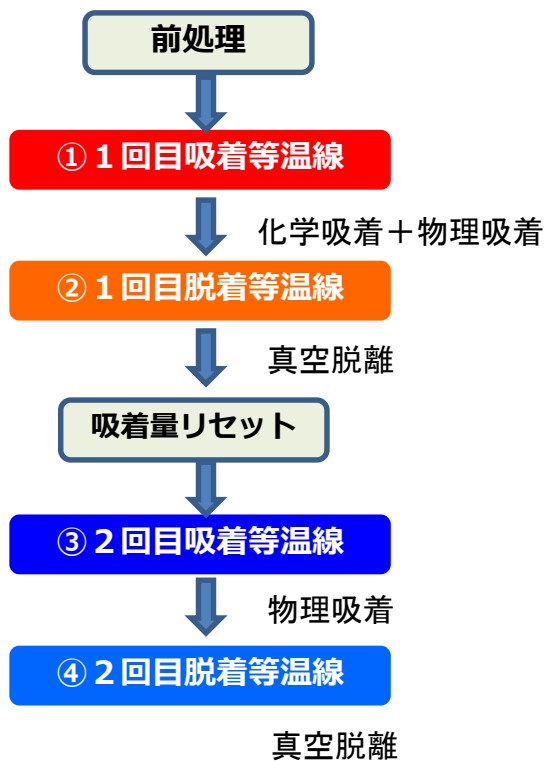 前処理
①１回目吸着等温線
化学吸着＋物理吸着
②１回目脱着等温線
真空脱離
吸着量リセット
③２回目吸着等温線
物理吸着
④２回目脱着等温線
真空脱離